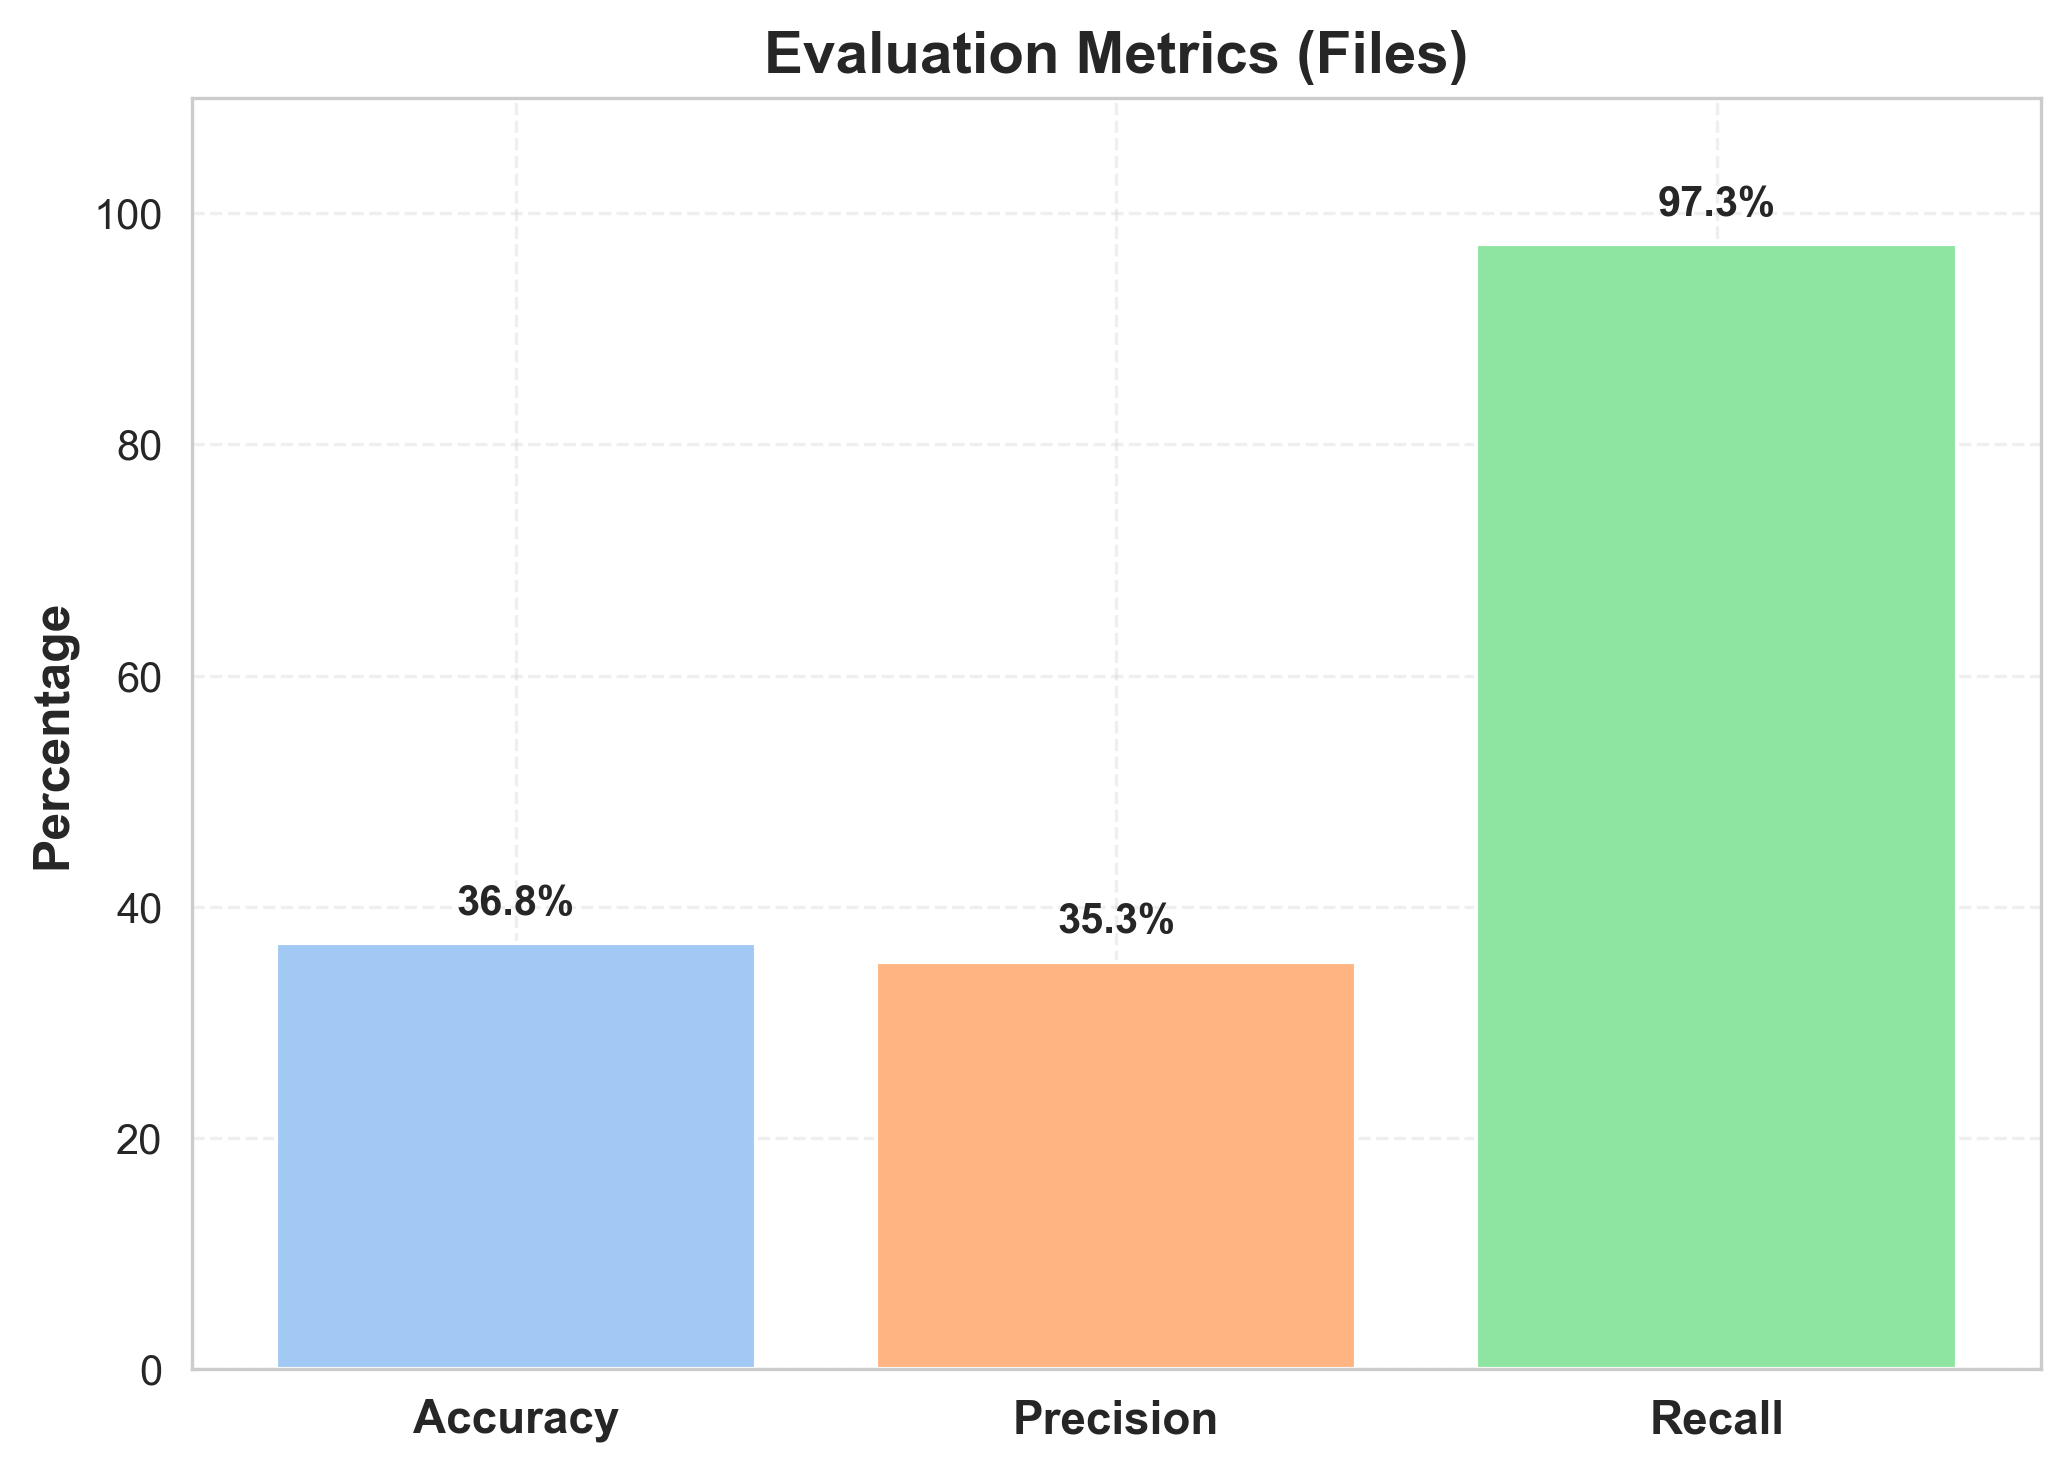 Evaluation Metrics (Files)
Percentage
100
80
60
40
20
0
36.8%
35.3%
97.3%
Accuracy
Precision
Recall